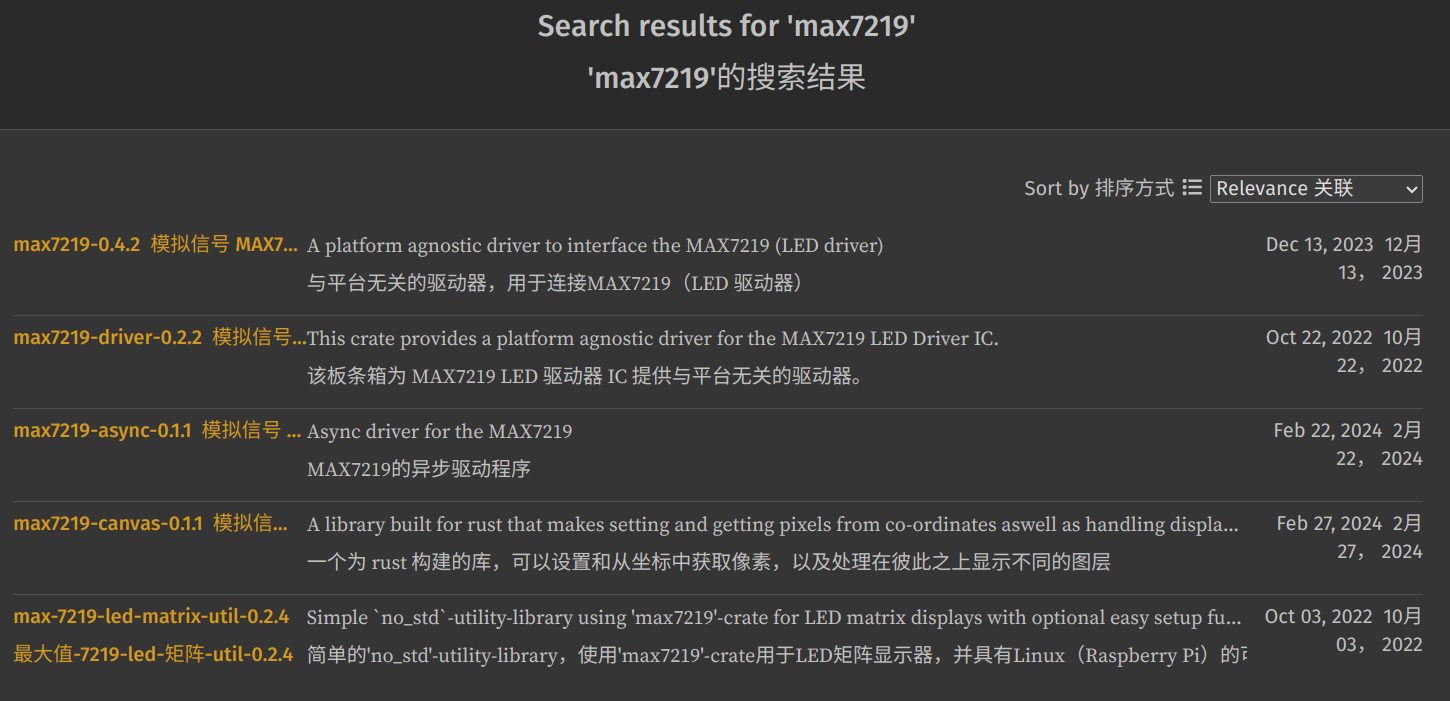 Search results for 'max7219'
'max7219'的搜索结果
Sort by 排序方式 Relevance 关联
max7219-0.4.2 模拟信号 MAX7... A platform agnostic driver to interface the MAX7219 (LED driver) Dec 13, 2023 12月
与平台无关的驱动器，用于连接MAX7219（LED 驱动器） 13， 2023
max7219-driver-0.2.2 模拟信号... This crate provides a platform agnostic driver for the MAX7219 LED Driver IC. Oct 22, 2022 10月
该板条箱为 MAX7219 LED 驱动器 IC 提供与平台无关的驱动器。 22， 2022
max7219-async-0.1.1 模拟信号 ... Async driver for the MAX7219 Feb 22, 2024 2月
MAX7219的异步驱动程序 22， 2024
max7219-canvas-0.1.1 模拟信... A library built for rust that makes setting and getting pixels from co-ordinates aswell as handling displa... Feb 27, 2024 2月
一个为 rust 构建的库，可以设置和从坐标中获取像素，以及处理在彼此之上显示不同的图层 27， 2024
max-7219-led-matrix-util-0.2.4 Simple `no_std`-utility-library using 'max7219'-crate for LED matrix displays with optional easy setup fu... Oct 03, 2022 10月
最大值-7219-led-矩阵-util-0.2.4 简单的'no_std'-utility-library，使用'max7219'-crate用于LED矩阵显示器，并具有Linux（Raspberry Pi）的 03， 2022